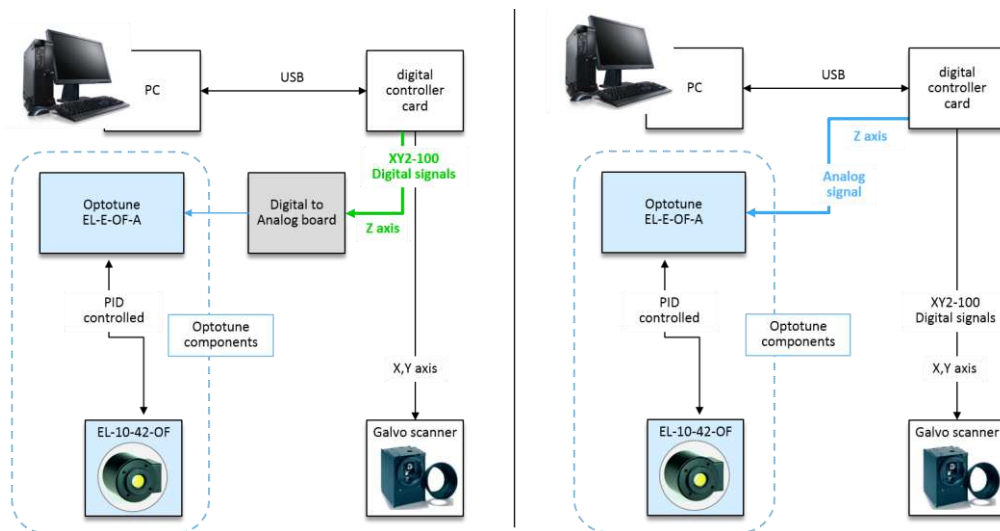 PC
USB
digital
controller
card
XY2-100
Digital signals
Optotune
EL-E-OF-A
Digital to
Analog board
Z axis
PID
controlled
Optotune
components
X,Y axis
EL-10-42-OF
Galvo scanner
PC
USB
digital
controller
card
Z axis
Analog
signal
Optotune
EL-E-OF-A
PID
controlled
XY2-100
Digital signals
Optotune
components
X,Y axis
EL-10-42-OF
Galvo scanner